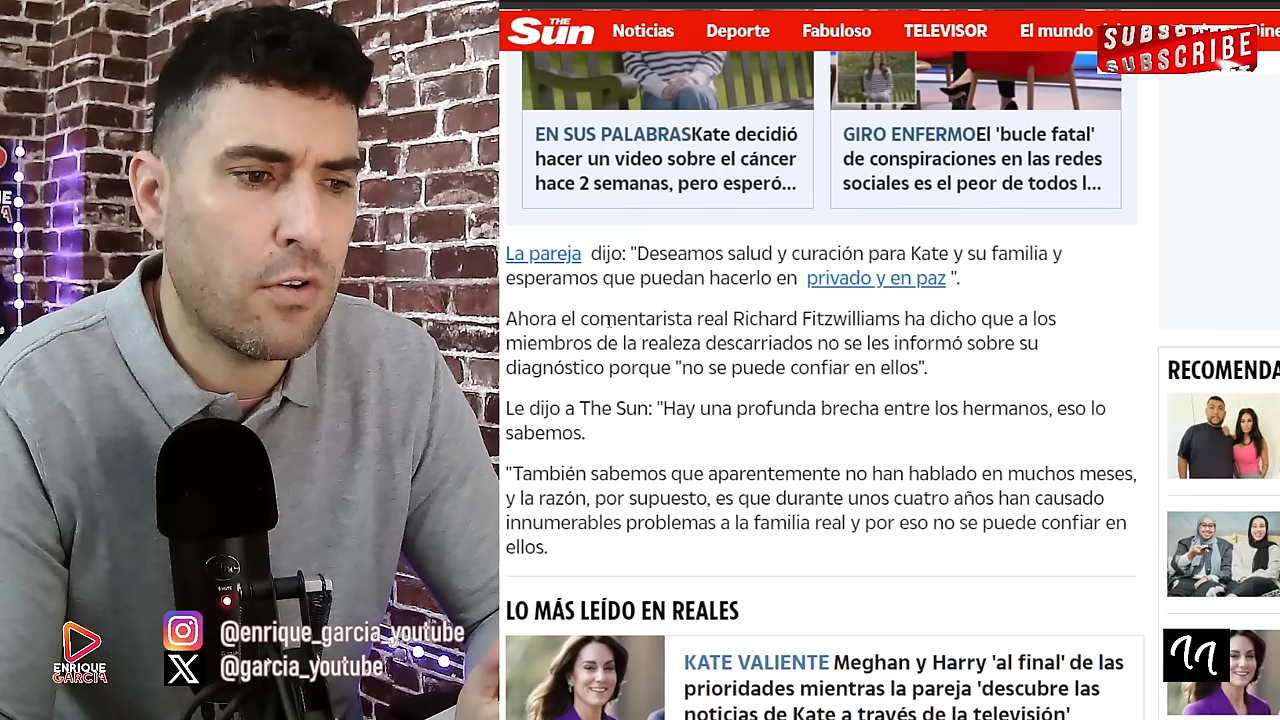 THE Sun
Noticias Deporte Fabuloso TELEVISOR El mundo
SUBSCRIBE
SUBSCRIBE
EN SUS PALABRASKate decidió
hacer un video sobre el cáncer
hace 2 semanas, pero esperó...
GIRO ENFERMOEl 'bucle fatal'
de conspiraciones en las redes
sociales es el peor de todos l...
La pareja dijo: "Deseamos salud y curación para Kate y su familia y
esperamos que puedan hacerlo en privado y en paz ".
Ahora el comentarista real Richard Fitzwilliams ha dicho que a los
miembros de la realeza descarriados no se les informó sobre su
diagnóstico porque "no se puede confiar en ellos".
Le dijo a The Sun: "Hay una profunda brecha entre los hermanos, eso lo
sabemos.
"También sabemos que aparentemente no han hablado en muchos meses,
y la razón, por supuesto, es que durante unos cuatro años han causado
innumerables problemas a la familia real y por eso no se puede confiar en
ellos.
RECOMENDA
LO MÁS LEÍDO EN REALES
KATE VALIENTE Meghan y Harry 'al final' de las
prioridades mientras la pareja 'descubre las
noticias de Kate a través de la televisión'
@enrique_garcia_youtube
@garcia_youtube
ENRIQUE
GARCIA